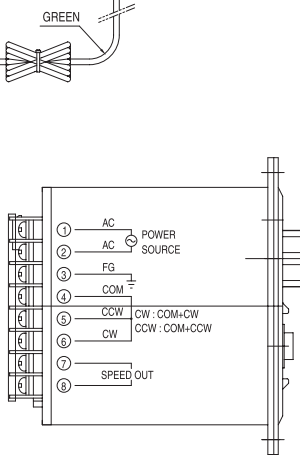 GREEN
1 AC
POWER
2 AC SOURCE
3 FG
4 COM
5 CCW CW : COM+CW
CCW : COM+CCW
6 CW
7
SPEED OUT
8